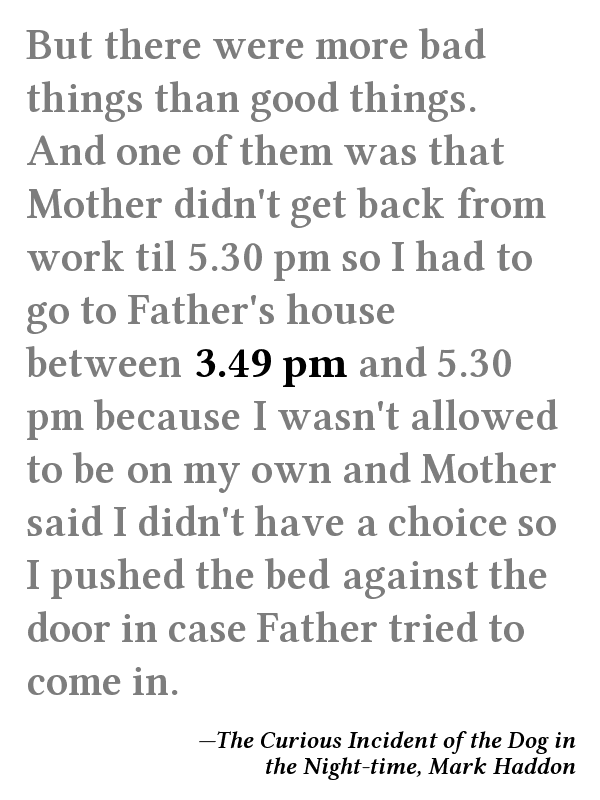 But there were more bad
things than good things.
And one of them was that
Mother didn't get back from
work til 5.30 pm so I had to
go to Father's house
between 3.49 pm and 5.30
pm because I wasn't allowed
to be on my own and Mother
said I didn't have a choice so
I pushed the bed against the
door in case Father tried to
come in.
—The Curious Incident of the Dog in
the Night-time, Mark Haddon